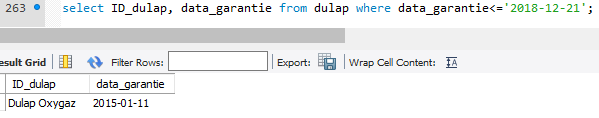 263 select ID_dulap, data_garantie from dulap where data_garantie<='2018-12-21';
esult Grid Filter Rows: Export: Wrap Cell Content:
ID_dulap data_garantie
Dulap Oxygaz 2015-01-11